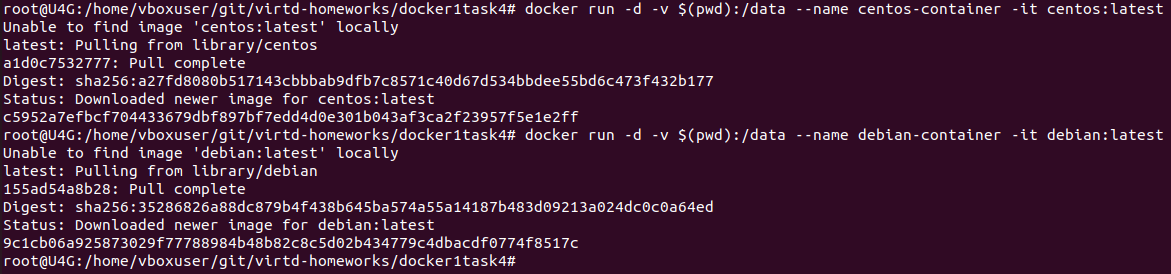 root@U4G:/home/vboxuser/git/virtd-homeworks/docker1task4# docker run -d -v $(pwd):/data --name centos-container -it centos:latest
Unable to find image 'centos:latest' locally
latest: Pulling from library/centos
a1d0c7532777: Pull complete
Digest: sha256:a27fd8080b517143cbbbab9dfb7c8571c40d67d534bbdee55bd6c473f432b177
Status: Downloaded newer image for centos:latest
c5952a7efbcf704433679dbf897bf7edd4d0e301b043af3ca2f23957f5e1e2ff
root@U4G:/home/vboxuser/git/virtd-homeworks/docker1task4# docker run -d -v $(pwd):/data --name debian-container -it debian:latest
Unable to find image 'debian:latest' locally
latest: Pulling from library/debian
155ad54a8b28: Pull complete
Digest: sha256:35286826a88dc879b4f438b645ba574a55a14187b483d09213a024dc0c0a64ed
Status: Downloaded newer image for debian:latest
9c1cb06a925873029f77788984b48b82c8c5d02b434779c4dbacdf0774f8517c
root@U4G:/home/vboxuser/git/virtd-homeworks/docker1task4#